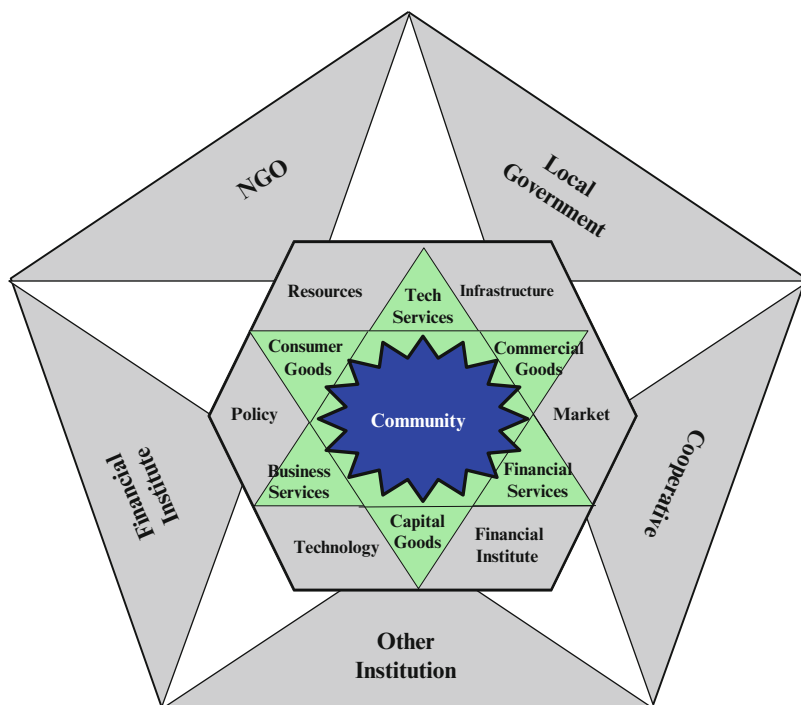 NGO
Local
Government
Resources
Infrastructure
Tech
Services
Consumer
Goods
Commercial
Goods
Policy
Community
Market
Financial
Institute
Business
Services
Financial
Services
Cooperative
Technology
Capital
Goods
Financial
Institute
Other
Institution